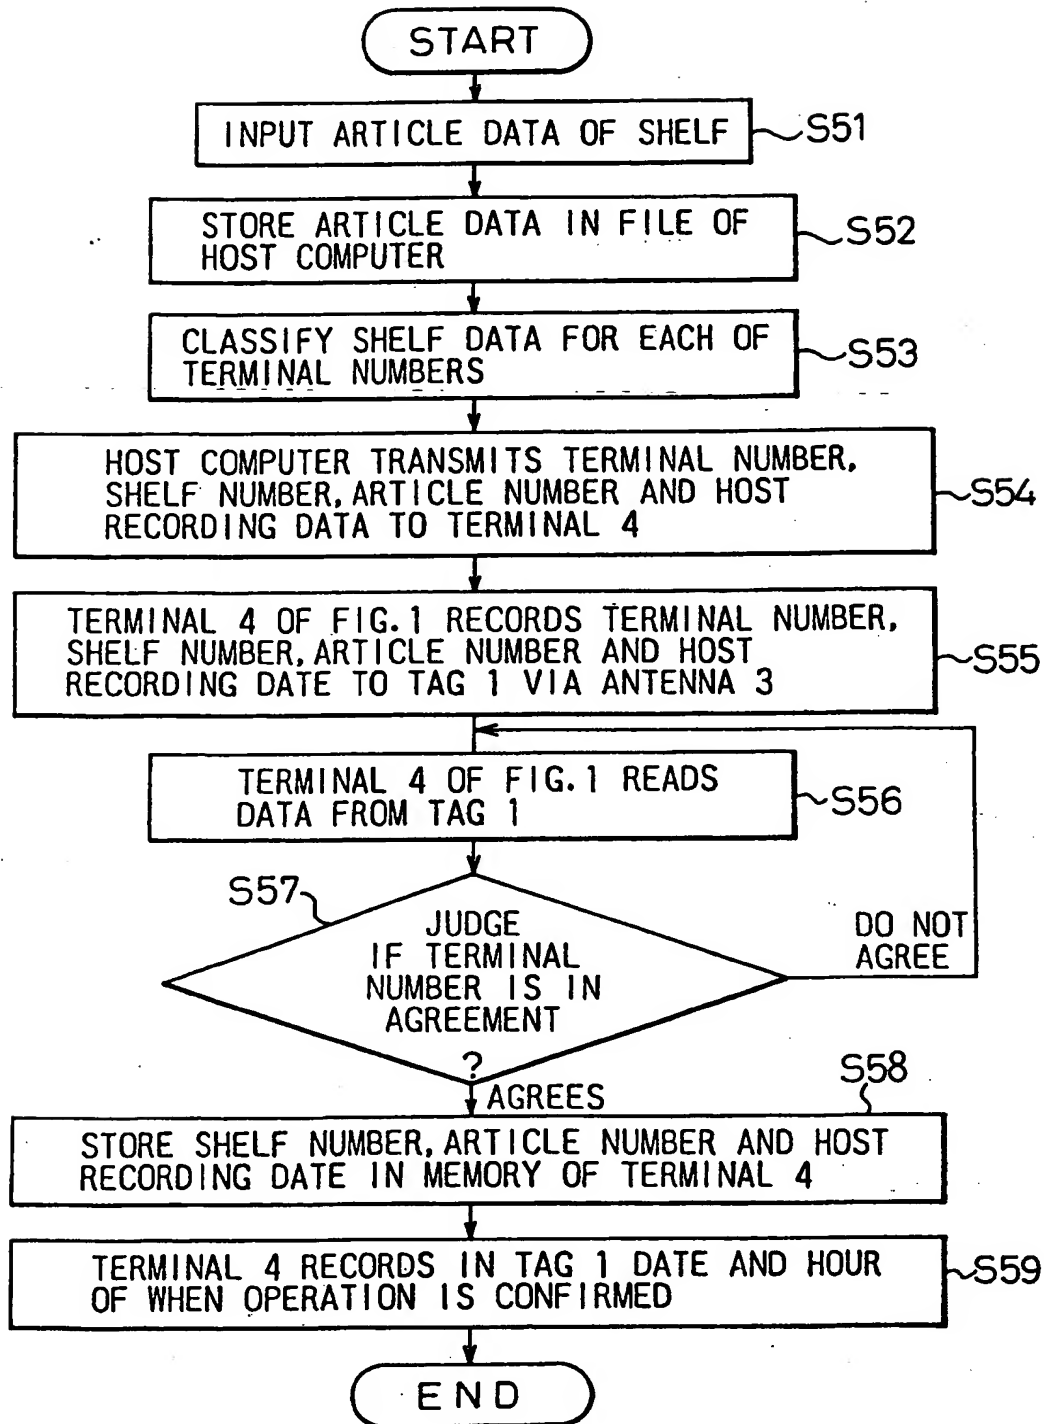 START
INPUT ARTICLE DATA OF SHELF
S51
STORE ARTICLE DATA IN FILE OF
HOST COMPUTER
S52
CLASSIFY SHELF DATA FOR EACH OF
TERMINAL NUMBERS
S53
HOST COMPUTER TRANSMITS TERMINAL NUMBER,
SHELF NUMBER, ARTICLE NUMBER AND HOST
RECORDING DATA TO TERMINAL 4
S54
TERMINAL 4 OF FIG.1 RECORDS TERMINAL NUMBER,
SHELF NUMBER, ARTICLE NUMBER AND HOST
RECORDING DATE TO TAG 1 VIA ANTENNA 3
S55
TERMINAL 4 OF FIG.1 READS
DATA FROM TAG 1
S56
S57
JUDGE
IF TERMINAL
NUMBER IS IN
AGREEMENT
?
DO NOT
AGREE
AGREES
S58
STORE SHELF NUMBER, ARTICLE NUMBER AND HOST
RECORDING DATE IN MEMORY OF TERMINAL 4
TERMINAL 4 RECORDS IN TAG 1 DATE AND HOUR
OF WHEN OPERATION IS CONFIRMED
S59
END